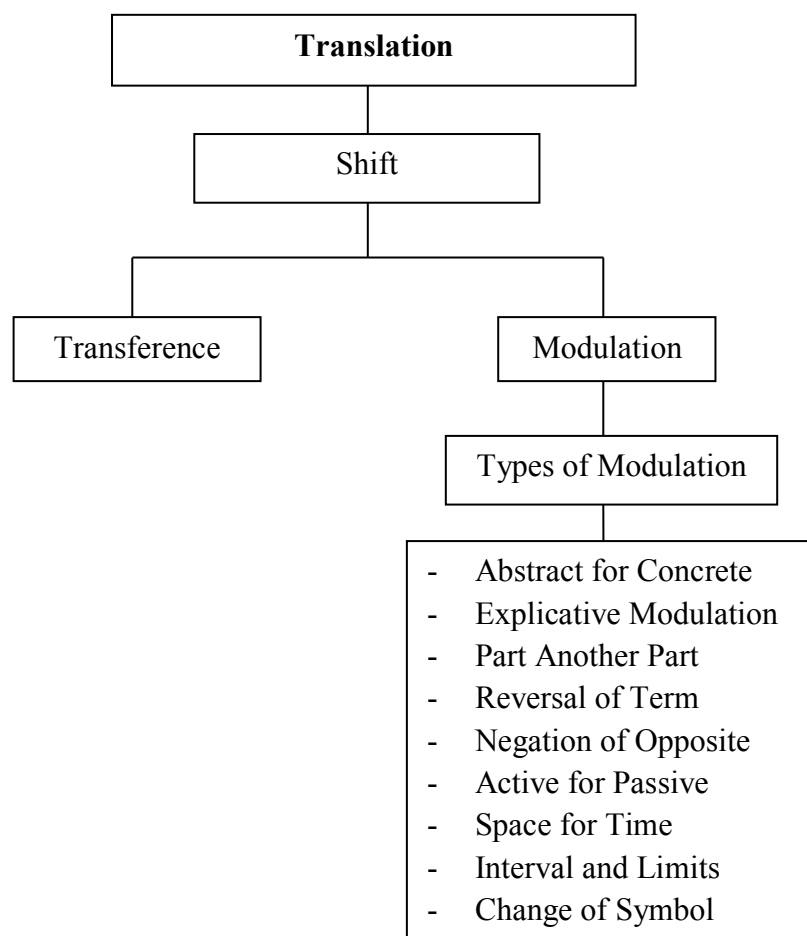 Translation
Shift
Transference
Modulation
Types of Modulation
- Abstract for Concrete
- Explicative Modulation
- Part Another Part
- Reversal of Term
- Negation of Opposite
- Active for Passive
- Space for Time
- Interval and Limits
- Change of Symbol